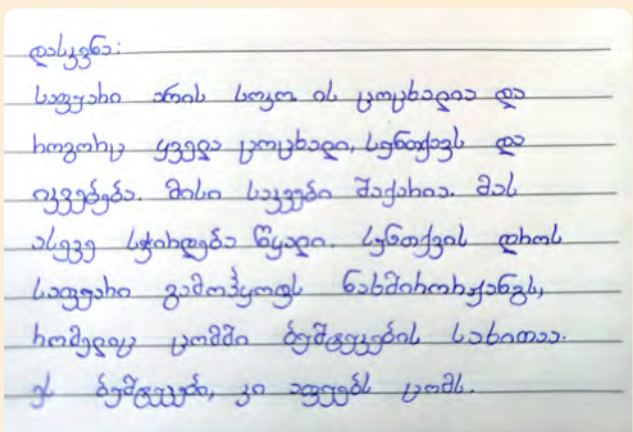 დასკვნა:
საფუარი არის სოკო. ის ცოცხალია და
როგორც ყველა ცოცხალი, სუნთქავს და
იკვებება. მისი საკვები შაქარია. მას
ასევე სჭირდება წყალი. სუნთქვის დროს
საფუარი გამოჰყოფს ნახშირორჟანგს,
რომელიც ცომში ბუშტუკების სახითაა.
ეს ბუშტუკები, კი აფუებს ცომს.